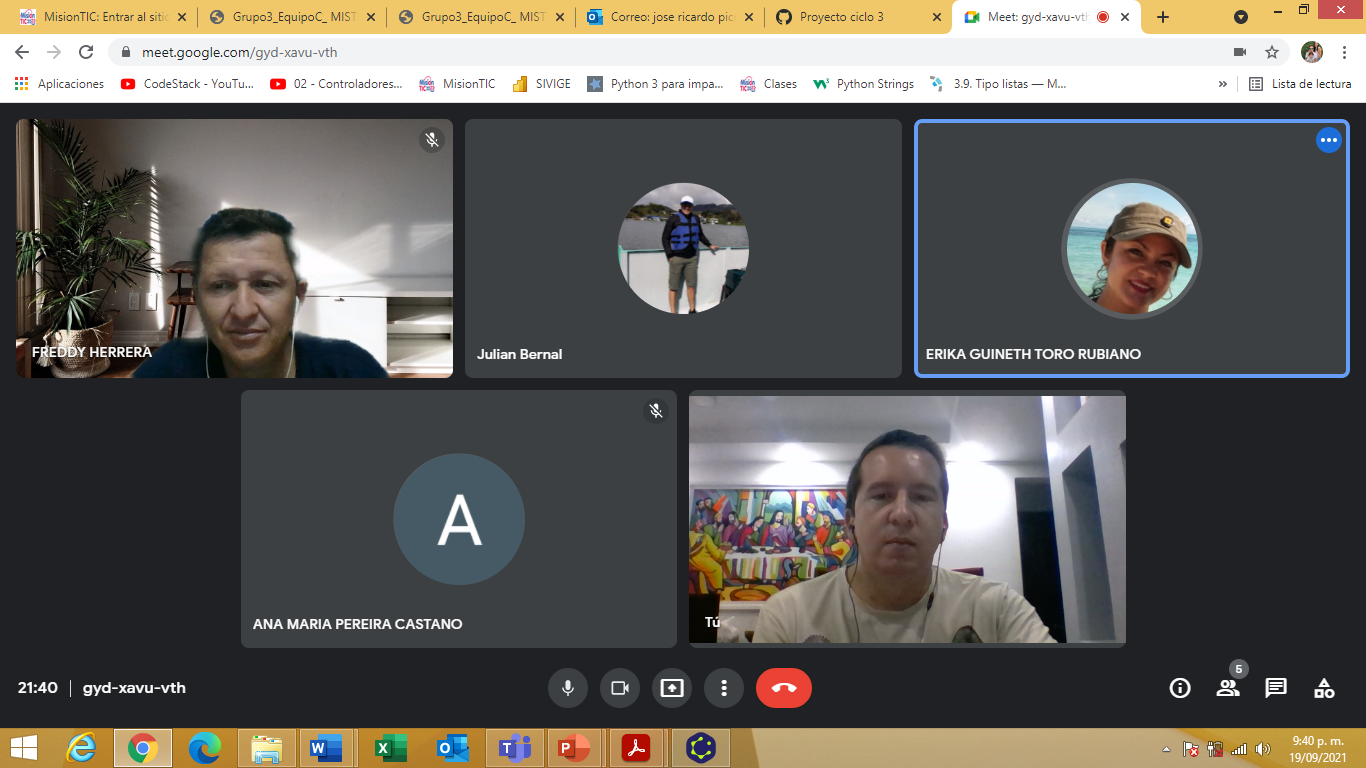 MisionTIC: Entrar al sitio
Grupo3_EquipoC_ MIST
Grupo3_EquipoC_ MIST
Correo: jose ricardo pic
Proyecto ciclo 3
Meet: gyd-xavu-vth
meet.google.com/gyd-xavu-vth
Aplicaciones
CodeStack - YouTu...
02 - Controladores...
MisionTIC
SIVIGE
Python 3 para impa...
Clases
Python Strings
3.9. Tipo listas — M...
»
Lista de lectura
FREDDY HERRERA
Julian Bernal
ERIKA GUINETH TORO RUBIANO
A
ANA MARIA PEREIRA CASTANO
Tú
21:40 | gyd-xavu-vth
5
9:40 p. m.
19/09/2021